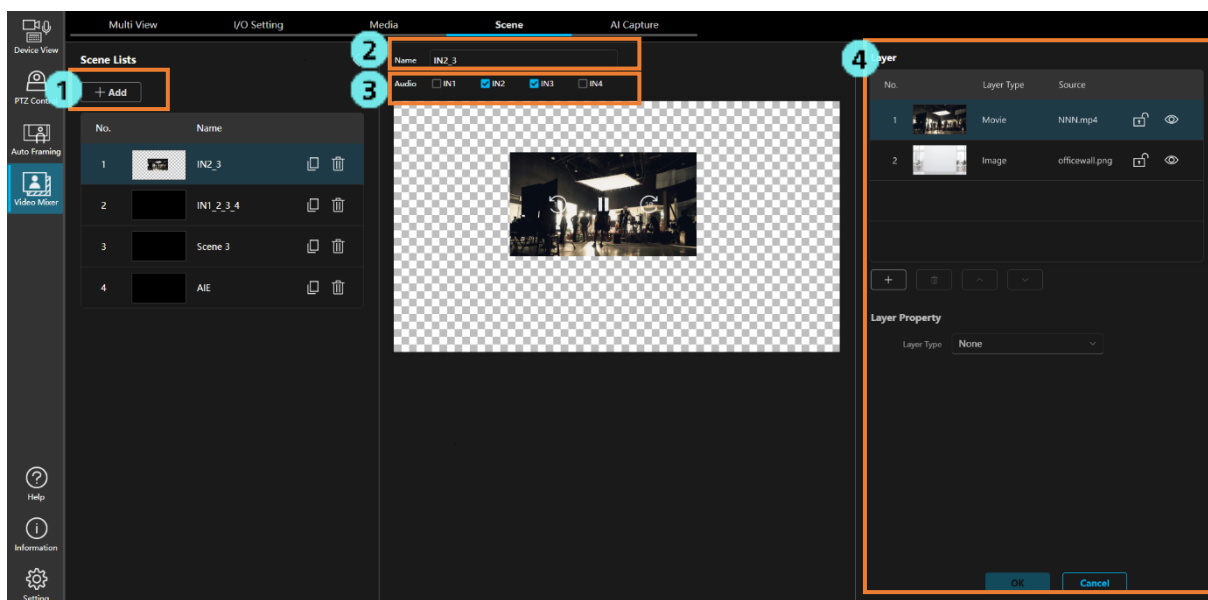 Multi View I/O Setting Media Scene AI Capture
Device View
PTZ Cont
Auto Framing
Video Mixer
Help
Information
Setting
Scene Lists
1
+ Add
No. Name
1 IN2_3
2 IN1_2_3_4
3 Scene 3
4 AIE
2
Name IN2_3
3
Audio IN1 IN2 IN3 IN4
4
ayer
No. Layer Type Source
1 Movie NNN.mp4
2 Image officewall.png
+
Layer Property
Layer Type None
OK Cancel